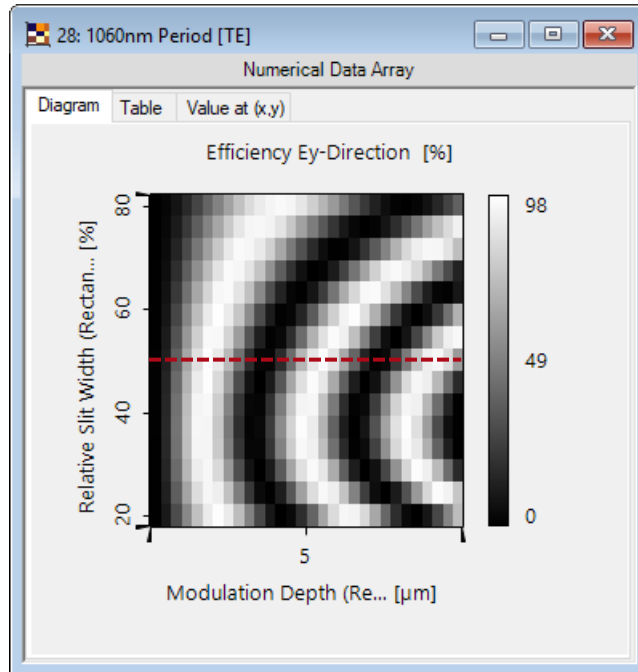 28: 1060nm Period [TE]
Numerical Data Array
Diagram Table Value at (x,y)
Efficiency Ey-Direction [%]
Relative Slit Width (Rectan... [%]
80
60
40
20
98
49
0
5
Modulation Depth (Re... [µm]